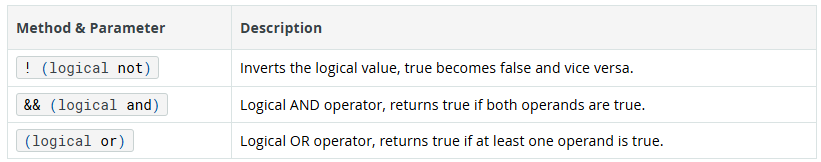 Method & Parameter Description
! (logical not) Inverts the logical value, true becomes false and vice versa.
&& (logical and) Logical AND operator, returns true if both operands are true.
(logical or) Logical OR operator, returns true if at least one operand is true.